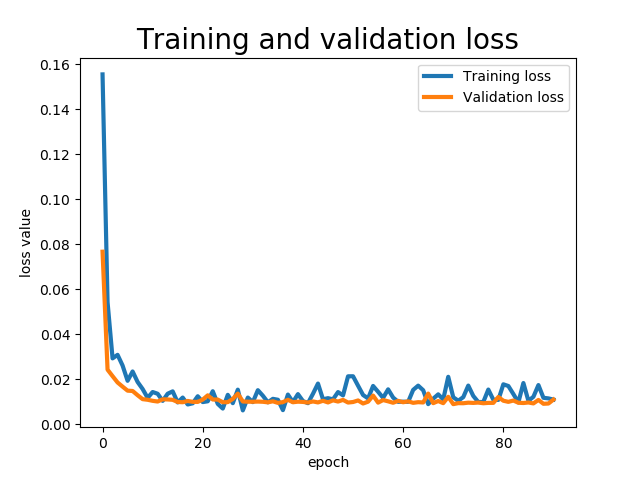 Training and validation loss
Training loss
Validation loss
loss value
0.16
0.14
0.12
0.10
0.08
0.06
0.04
0.02
0.00
0 20 40 60 80
epoch